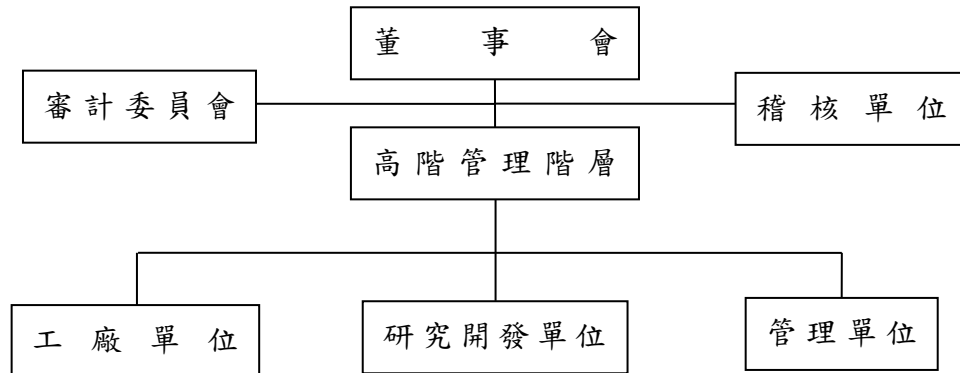 董事會
審計委員會
稽核單位
高階管理階層
工廠單位
研究開發單位
管理單位